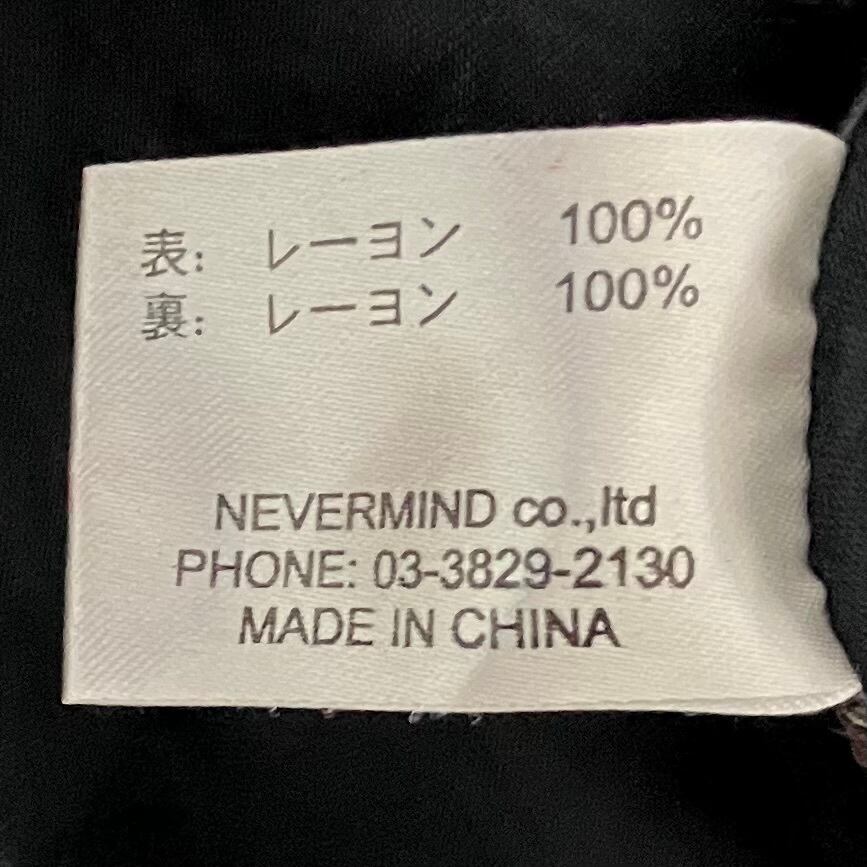 表: レーヨン 100%
裏: レーヨン 100%
NEVERMIND co.,ltd
PHONE: 03-3829-2130
MADE IN CHINA